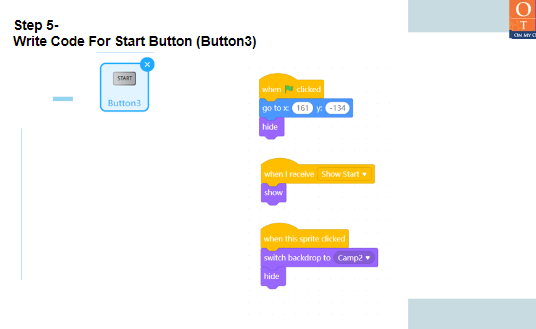 Step 5-
Write Code For Start Button (Button3)
O
T
ON MY O
START
Button3
when clicked
go to x: 161 y: -134
hide
when I receive Show Start
show
when this sprite clicked
switch backdrop to Camp2
hide